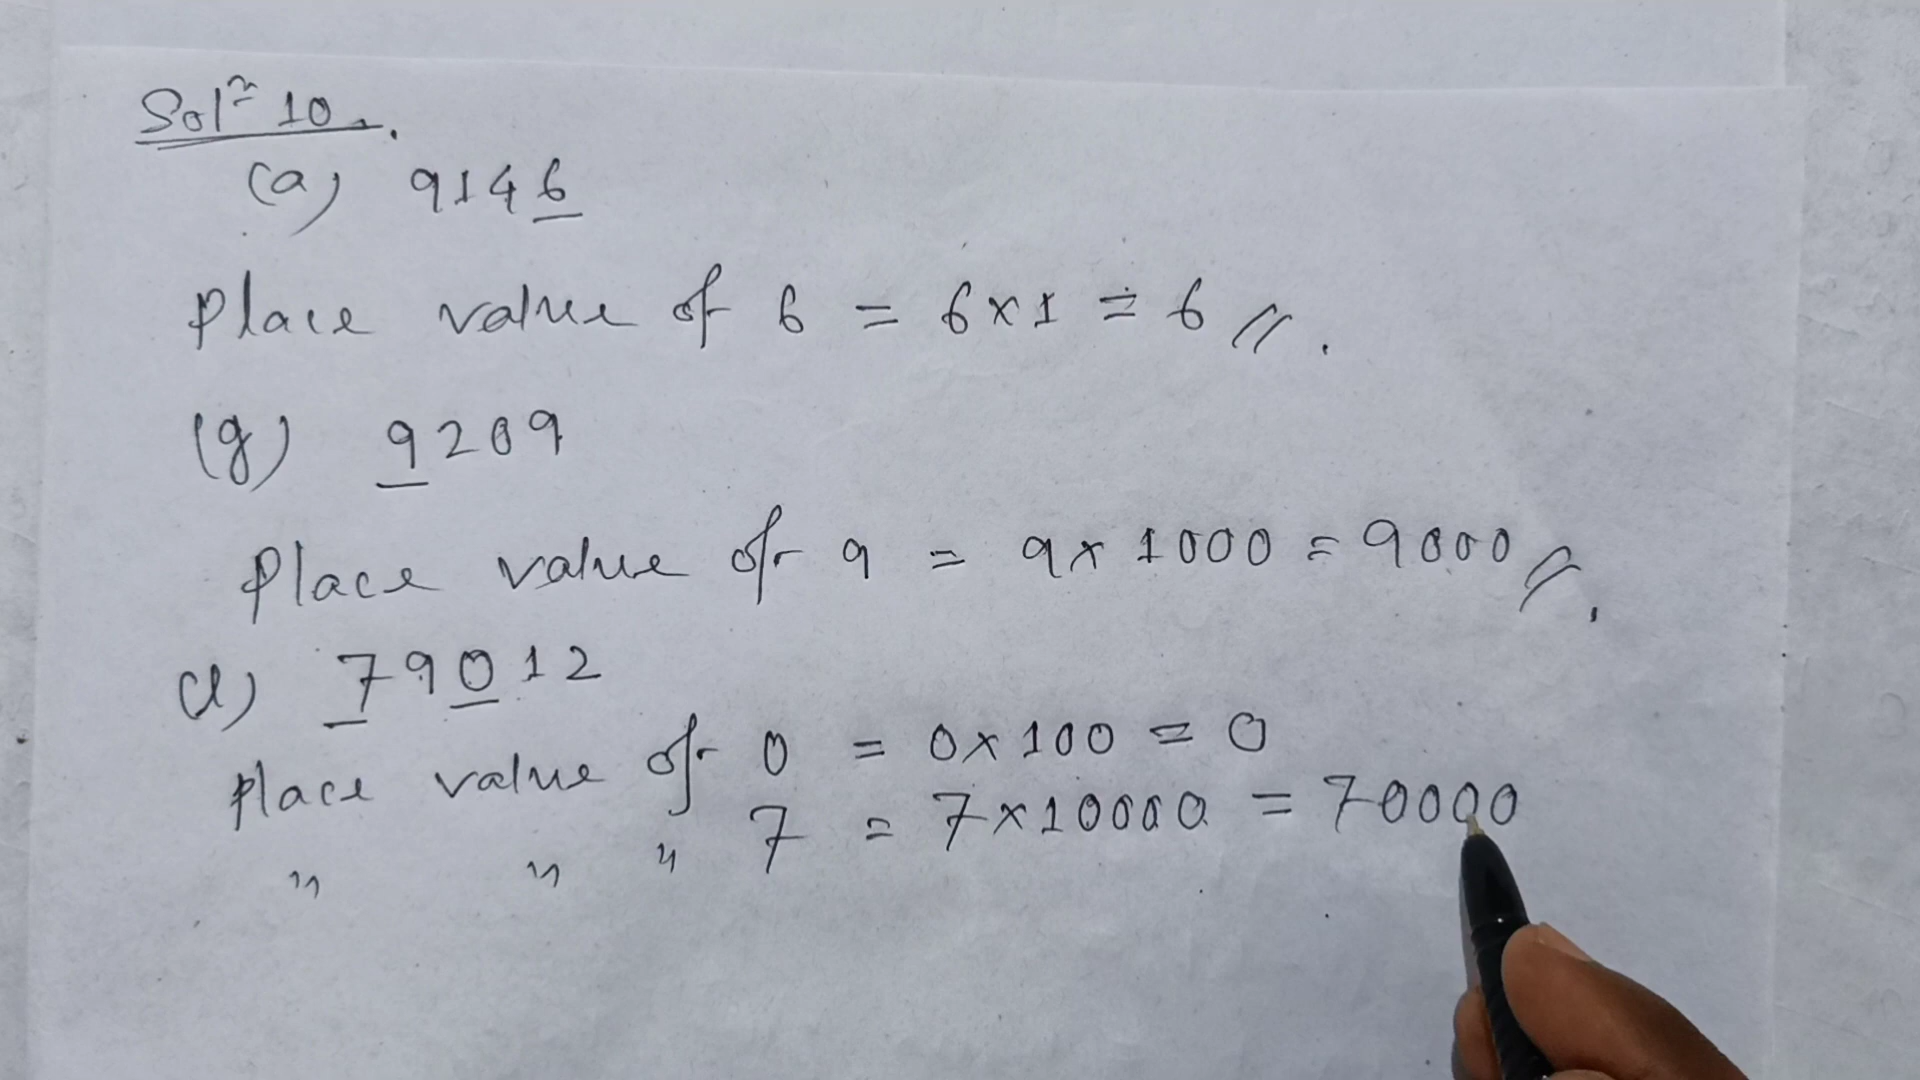 Solⁿ 10.
(a) 9146
Place value of 6 = 6×1 = 6 //.
(g) 9209
Place value of 9 = 9×1000 = 9000 //.
(l) 79012
Place value of 0 = 0×100 = 0
" " " 7 = 7×10000 = 70000